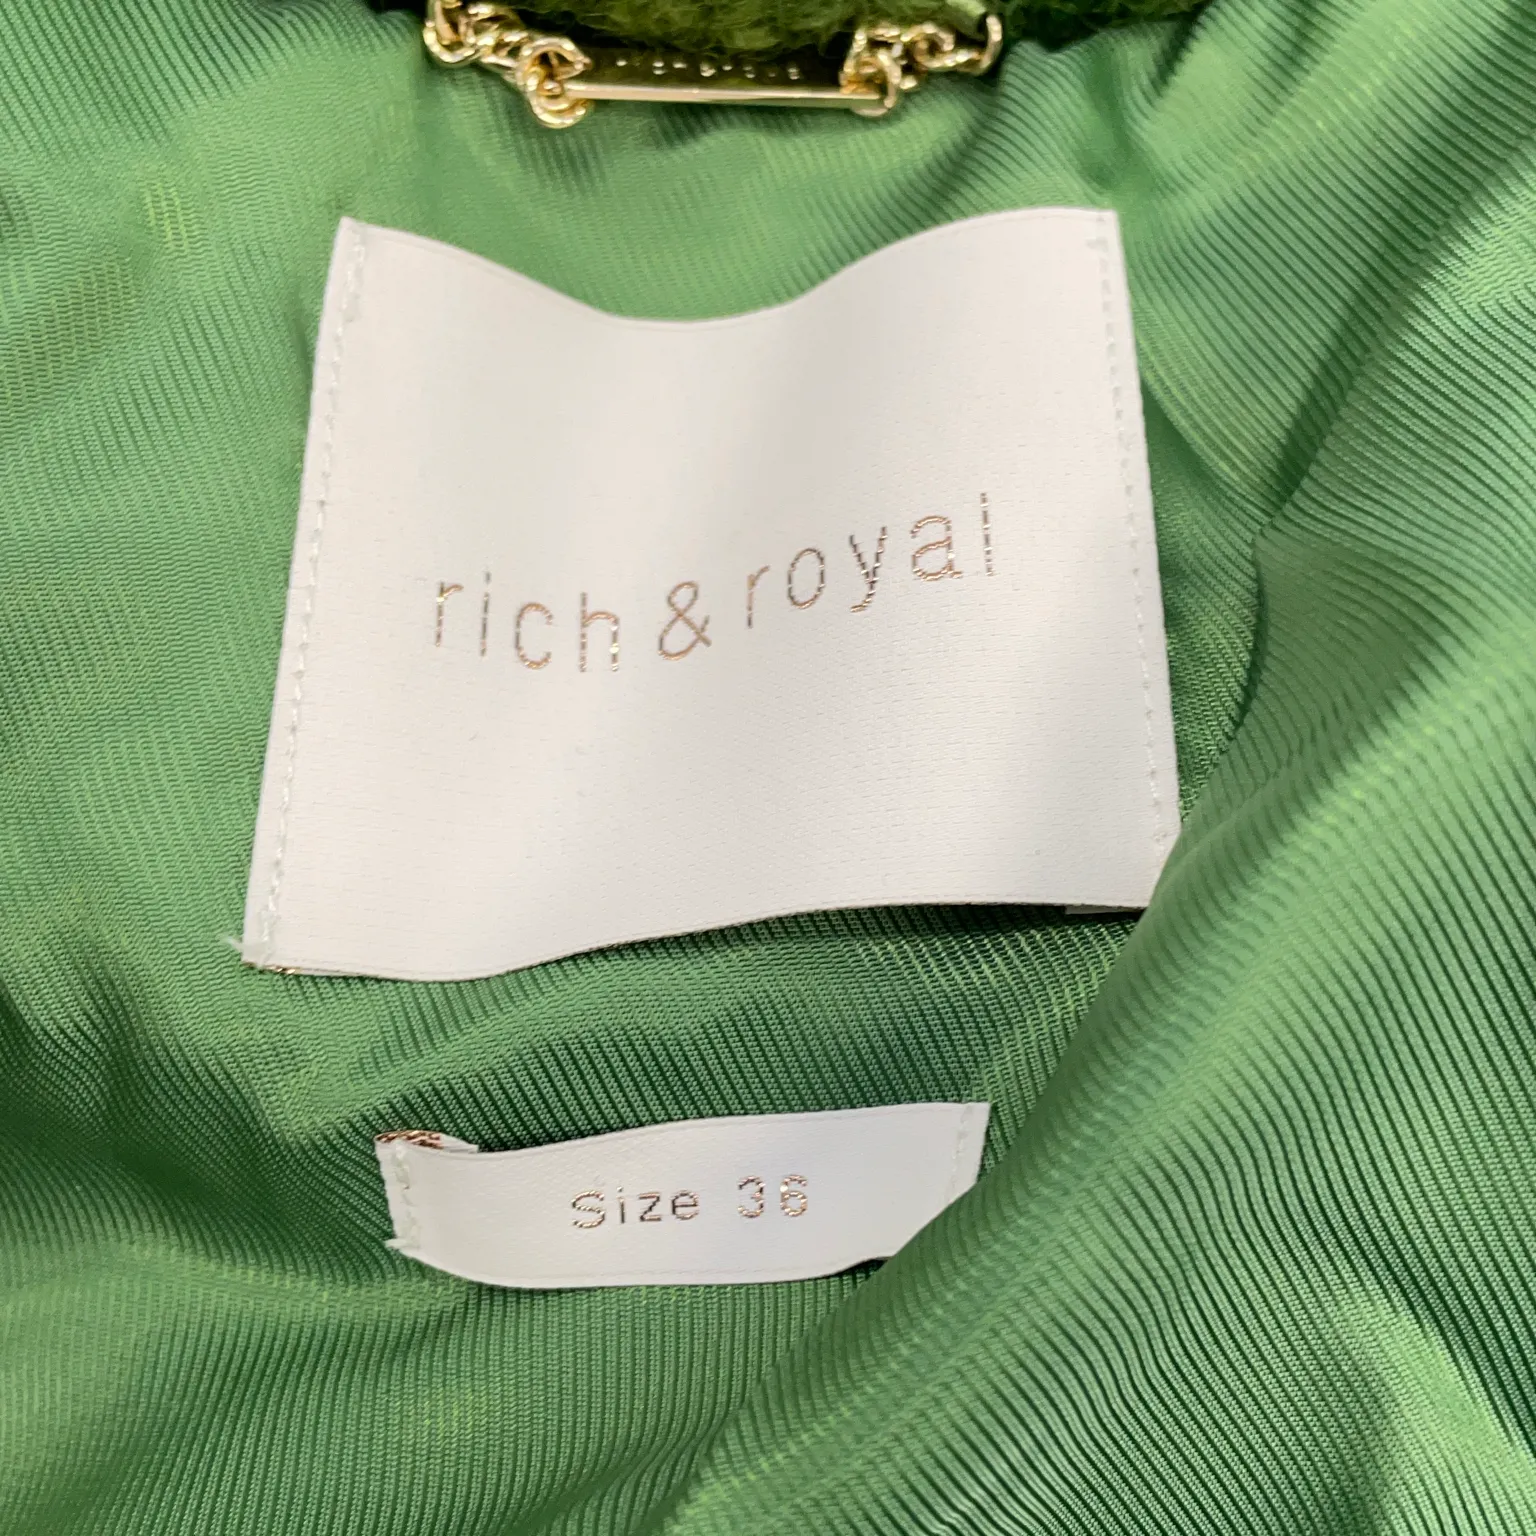 rich & royal
Size 36